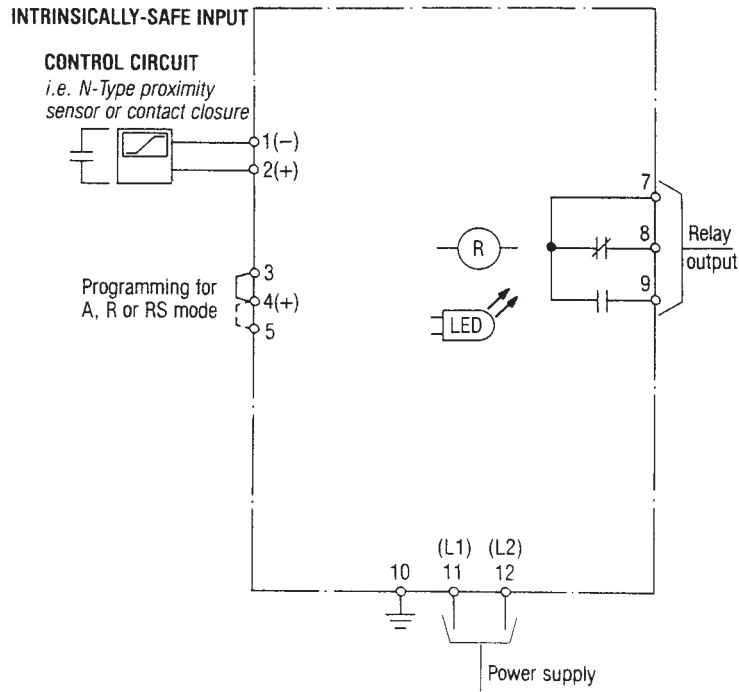 INTRINSICALLY-SAFE INPUT
CONTROL CIRCUIT
i.e. N-Type proximity
sensor or contact closure
1(−)
2(+)
3
Programming for
A, R or RS mode
4(+)
5
R
LED
7
8
9
Relay
output
(L1) (L2)
10 11 12
Power supply